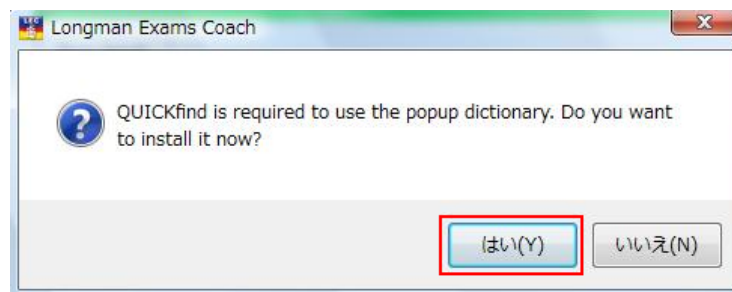 Longman Exams Coach
QUICKfind is required to use the popup dictionary. Do you want
to install it now?
はい(Y) いいえ(N)